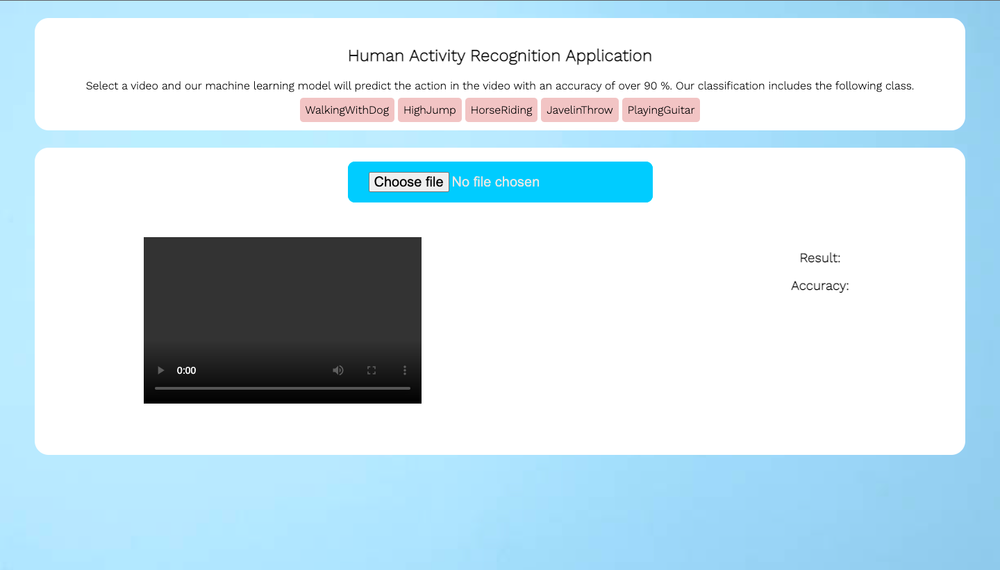 Human Activity Recognition Application
Select a video and our machine learning model will predict the action in the video with an accuracy of over 90 %. Our classification includes the following class.
WalkingWithDog HighJump HorseRiding JavelinThrow PlayingGuitar
Choose file No file chosen
Result:
Accuracy:
0:00